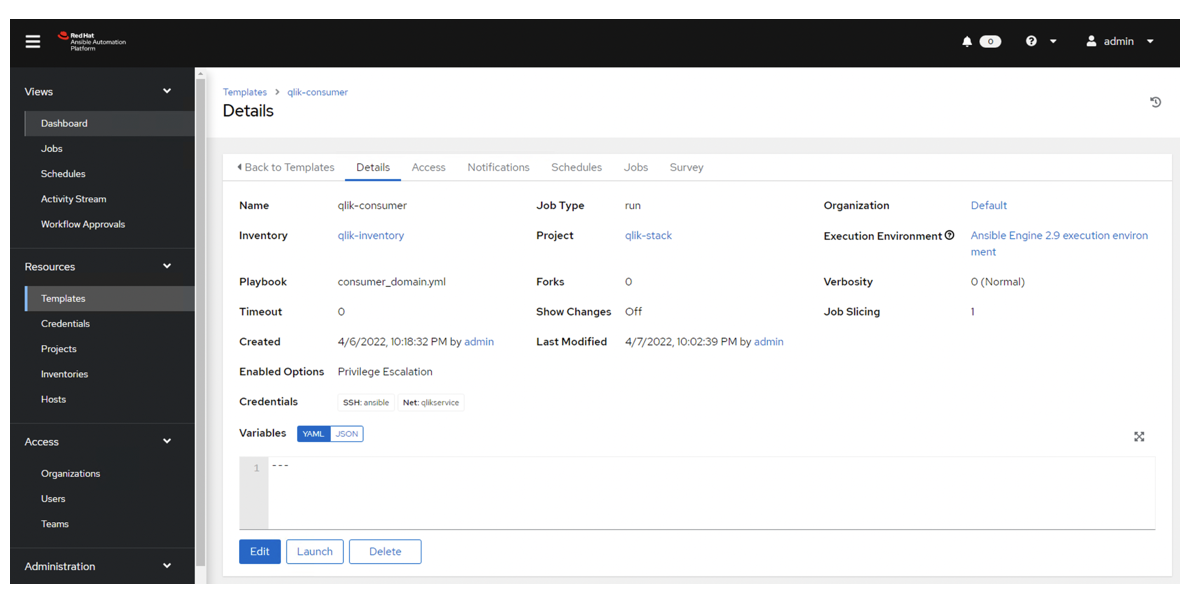 Red Hat
Ansible Automation
Platform
0
admin
Views
Dashboard
Jobs
Schedules
Activity Stream
Workflow Approvals
Resources
Templates
Credentials
Projects
Inventories
Hosts
Access
Organizations
Users
Teams
Administration
Templates > qlik-consumer
Details
Back to Templates Details Access Notifications Schedules Jobs Survey
Name qlik-consumer Job Type run Organization Default
Inventory qlik-inventory Project qlik-stack Execution Environment Ansible Engine 2.9 execution environ
ment
Playbook consumer_domain.yml Forks 0 Verbosity 0 (Normal)
Timeout 0 Show Changes Off Job Slicing 1
Created 4/6/2022, 10:18:32 PM by admin Last Modified 4/7/2022, 10:02:39 PM by admin
Enabled Options Privilege Escalation
Credentials SSH: ansible Net: qlikservice
Variables YAML JSON
1 ---
Edit Launch Delete